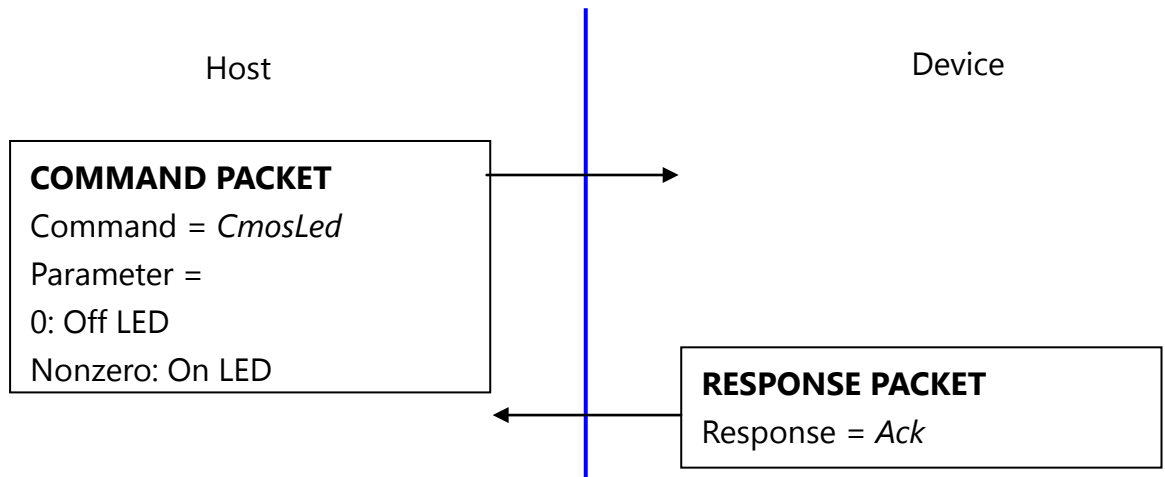 Host
Device
COMMAND PACKET
Command = CmosLed
Parameter =
0: Off LED
Nonzero: On LED
RESPONSE PACKET
Response = Ack